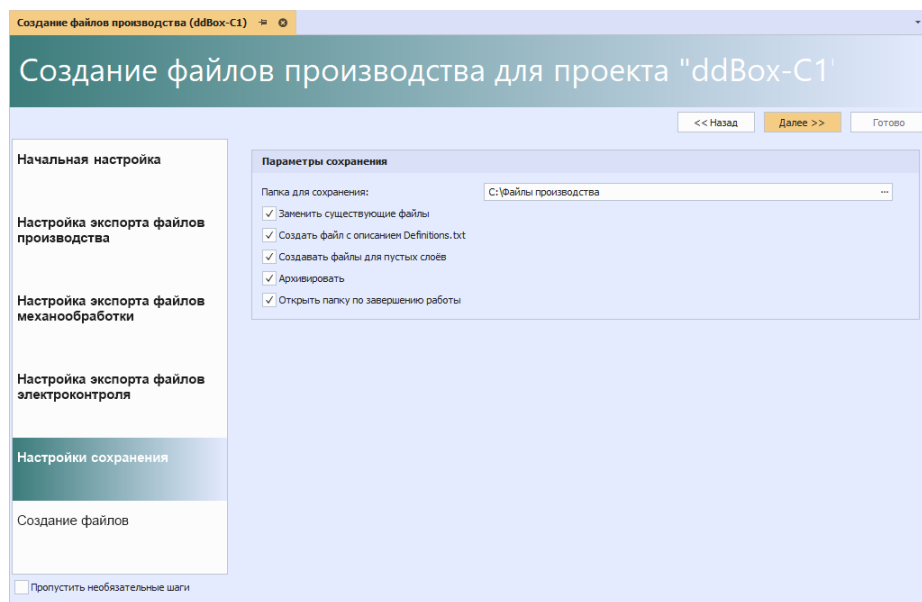 Создание файлов производства (ddBox-C1)
Создание файлов производства для проекта "ddBox-C1"
<< Назад
Далее >>
Готово
Начальная настройка
Настройка экспорта файлов
производства
Настройка экспорта файлов
механообработки
Настройка экспорта файлов
электроконтроля
Настройки сохранения
Создание файлов
Пропустить необязательные шаги
Параметры сохранения
Папка для сохранения:
C:\Файлы производства
...
Заменить существующие файлы
Создать файл с описанием Definitions.txt
Создавать файлы для пустых слоёв
Архивировать
Открыть папку по завершению работы